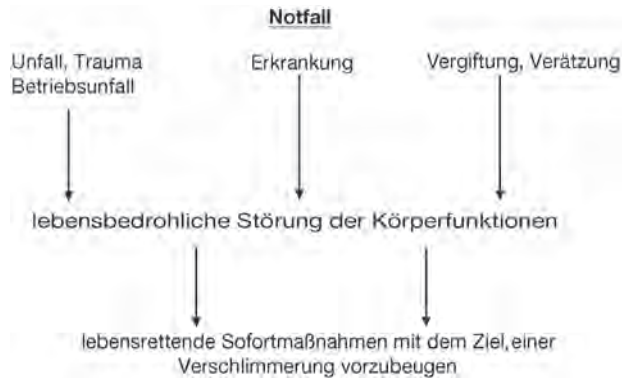 Notfall
Unfall, Trauma
Betriebsunfall
Erkrankung
Vergiftung, Verätzung
lebensbedrohliche Störung der Körperfunktionen
lebensrettende Sofortmaßnahmen mit dem Ziel, einer
Verschlimmerung vorzubeugen